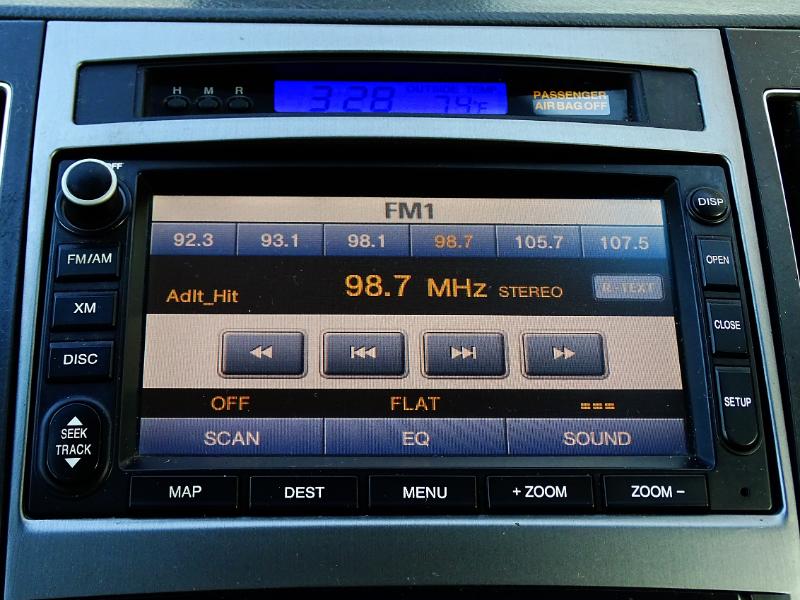 H M R
3:28 OUTSIDE TEMP 74°F
PASSENGER
AIR BAG OFF
OFF
FM1
DISP
92.3 93.1 98.1 98.7 105.7 107.5
FM/AM
OPEN
Adlt_Hit 98.7 MHz STEREO R-TEXT
XM
CLOSE
DISC
OFF FLAT ---
SETUP
SEEK
TRACK
SCAN EQ SOUND
MAP DEST MENU + ZOOM ZOOM −